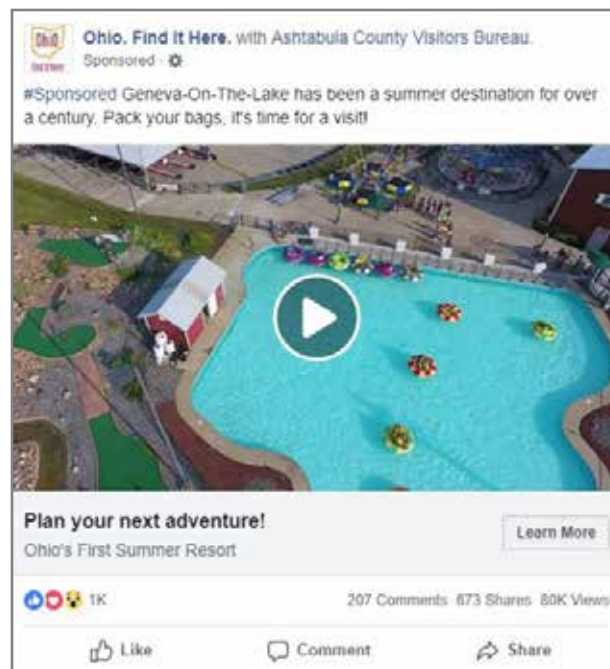 Ohio
Ohio. Find It Here. with Ashtabula County Visitors Bureau.
Sponsored ·
#Sponsored Geneva-On-The-Lake has been a summer destination for over
a century. Pack your bags, it's time for a visit!
Plan your next adventure!
Ohio's First Summer Resort
Learn More
1K
207 Comments 673 Shares 80K Views
Like
Comment
Share